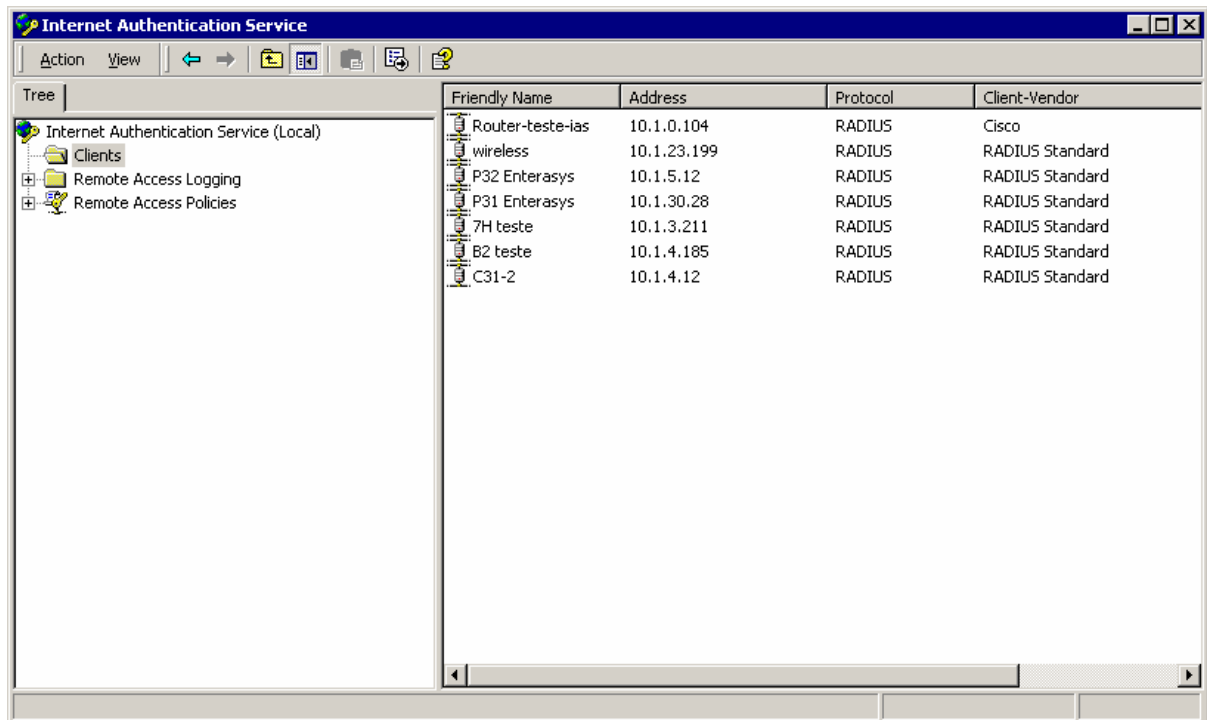 Internet Authentication Service
Action View
Tree
Internet Authentication Service (Local)
Clients
Remote Access Logging
Remote Access Policies
Friendly Name Address Protocol Client-Vendor
Router-teste-ias 10.1.0.104 RADIUS Cisco
wireless 10.1.23.199 RADIUS RADIUS Standard
P32 Enterasys 10.1.5.12 RADIUS RADIUS Standard
P31 Enterasys 10.1.30.28 RADIUS RADIUS Standard
7H teste 10.1.3.211 RADIUS RADIUS Standard
B2 teste 10.1.4.185 RADIUS RADIUS Standard
C31-2 10.1.4.12 RADIUS RADIUS Standard